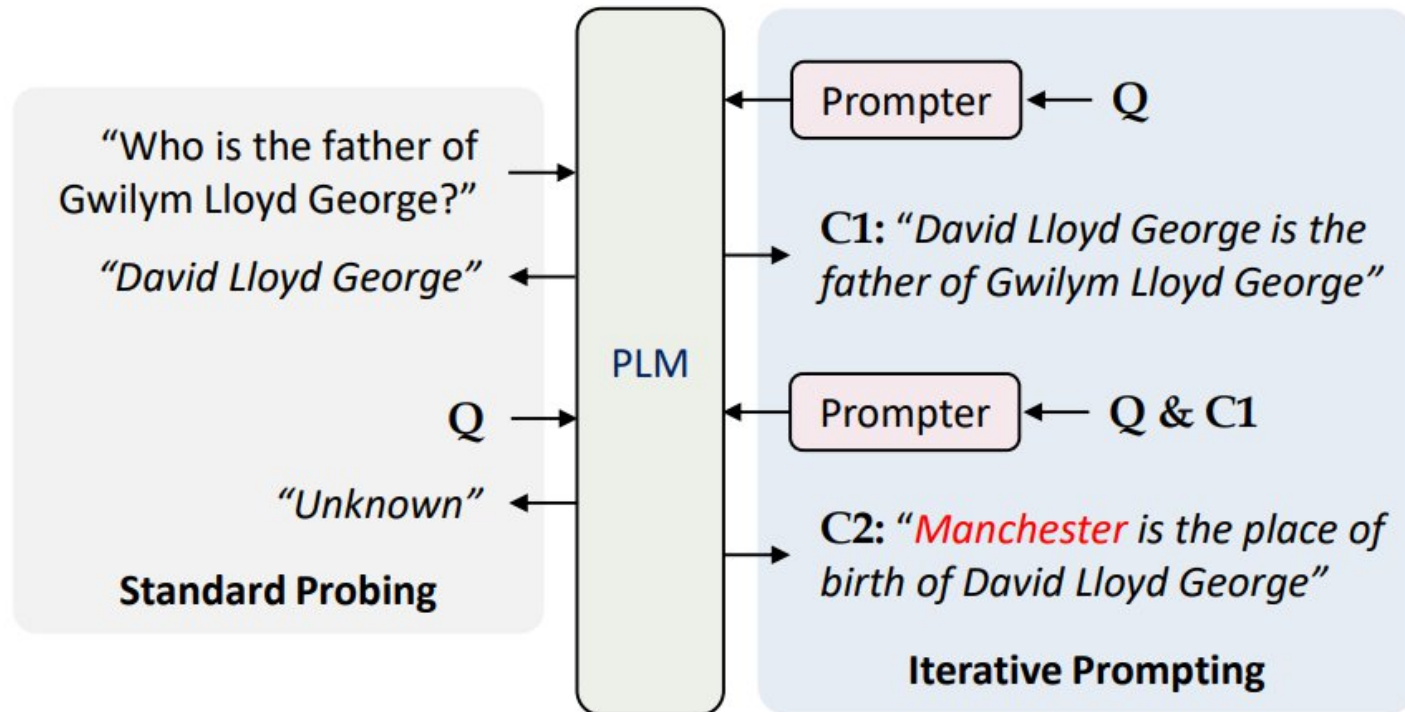 “Who is the father of
Gwilym Lloyd George?”
“David Lloyd George”
Q
“Unknown”
Standard Probing
PLM
Prompter
Q
C1: “David Lloyd George is the
father of Gwilym Lloyd George”
Prompter
Q & C1
C2: “Manchester is the place of
birth of David Lloyd George”
Iterative Prompting